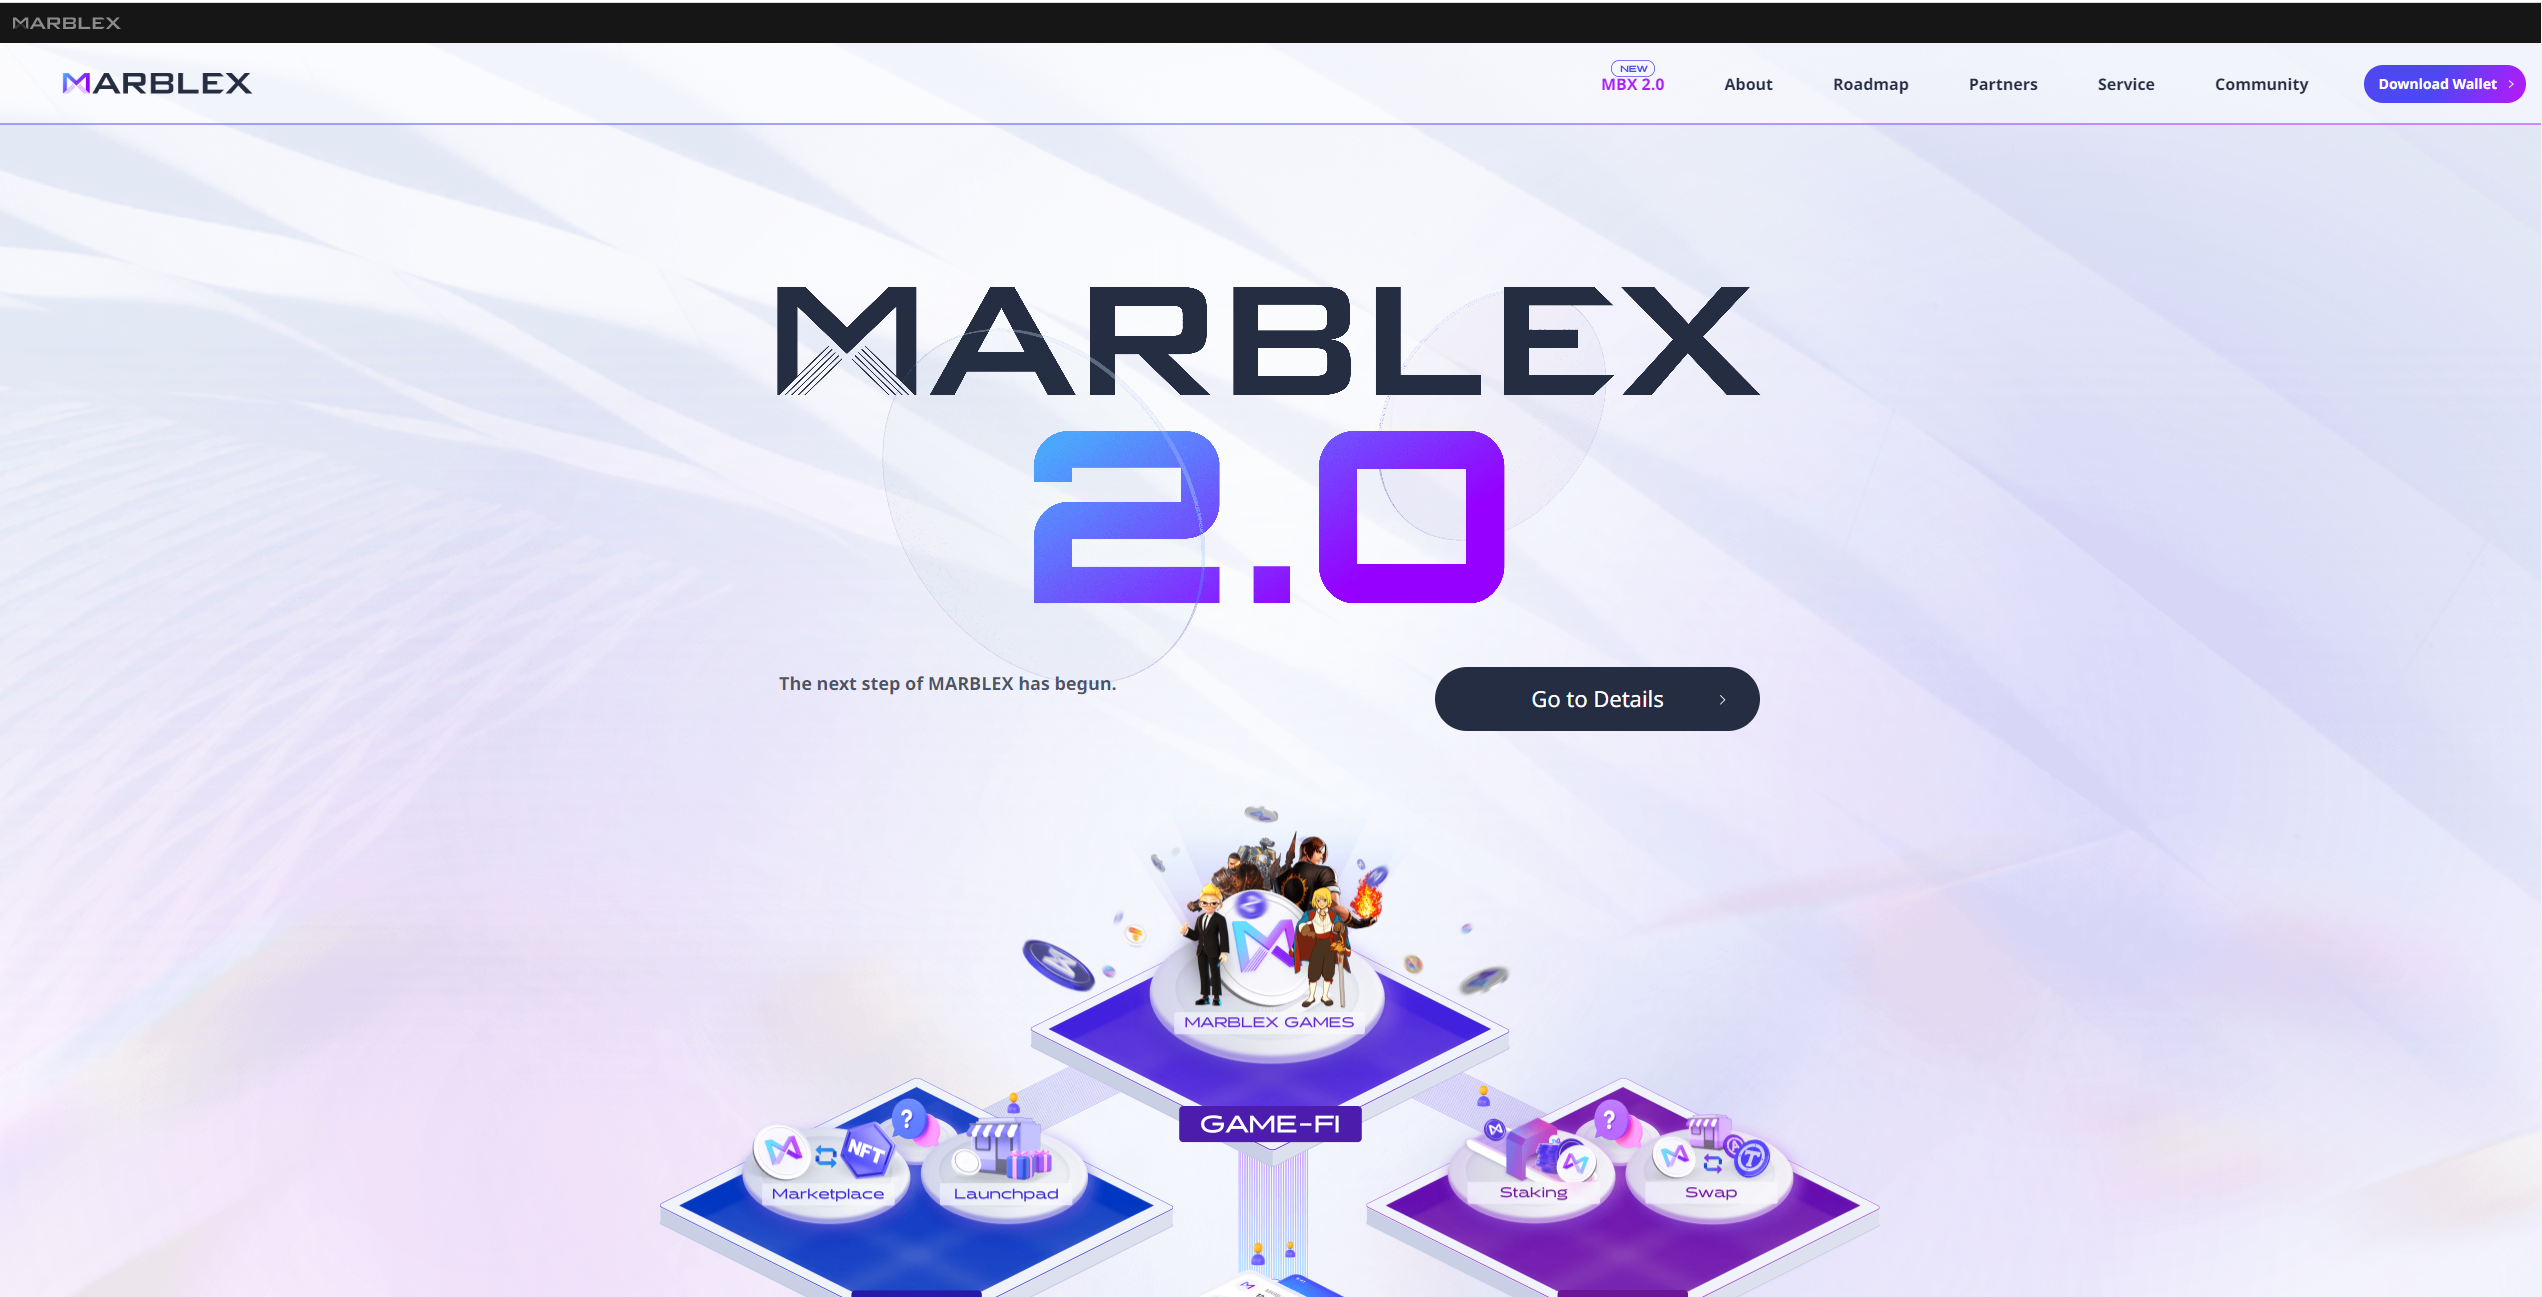 MARBLEX
MARBLEX
NEW
MBX 2.0
About
Roadmap
Partners
Service
Community
Download Wallet
MARBLEX
2.0
The next step of MARBLEX has begun.
Go to Details
MARBLEX GAMES
GAME-FI
?
NFT
Marketplace
Launchpad
?
Staking
Swap